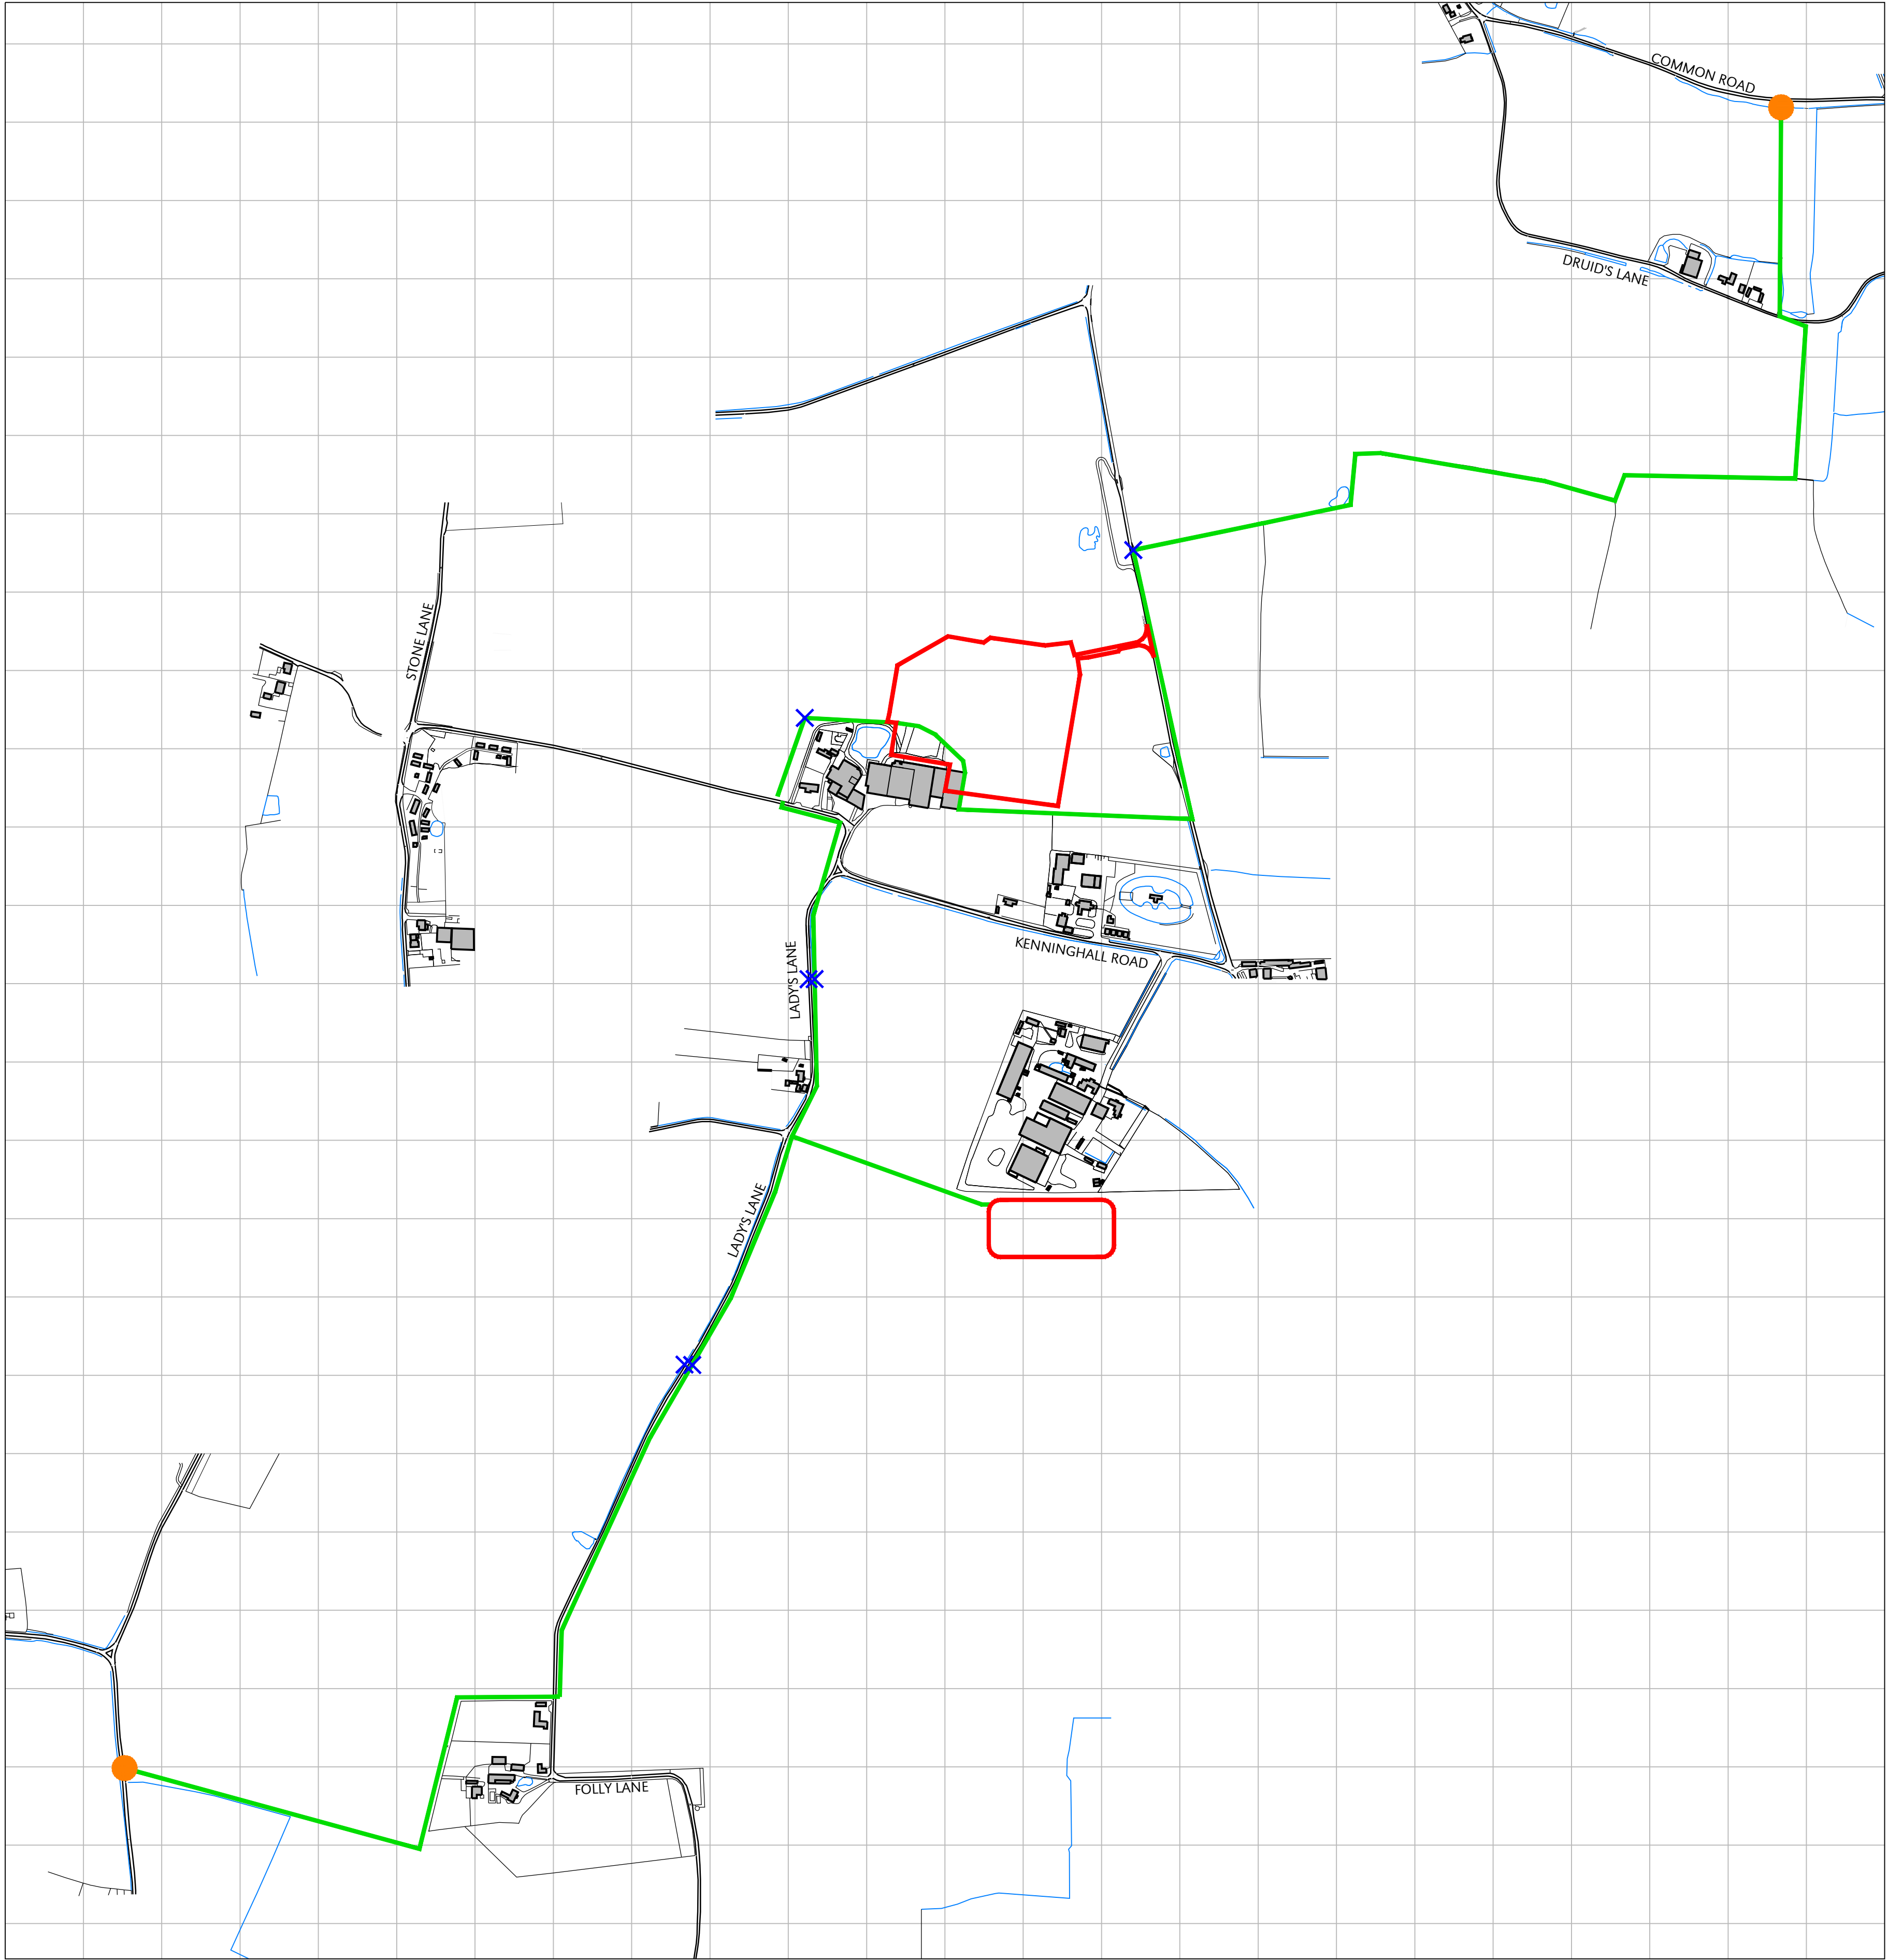 COMMON ROAD
DRUID'S LANE
STONE LANE
KENNINGHALL ROAD
LADY'S LANE
LADY'S LANE
FOLLY LANE